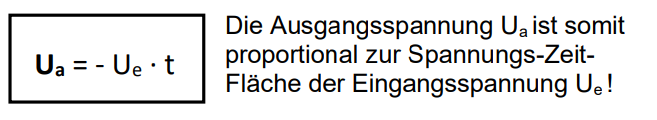 Uₐ = - Uₑ · t
Die Ausgangsspannung Uₐ ist somit
proportional zur Spannungs-Zeit-
Fläche der Eingangsspannung Uₑ !